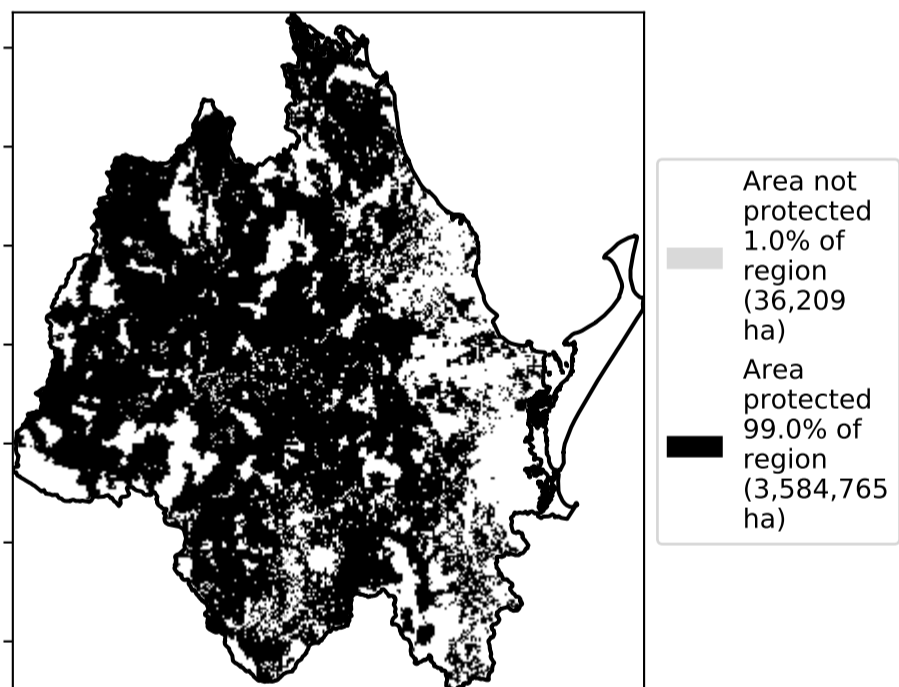 Area not
protected
1.0% of
region
(36,209
ha)
Area
protected
99.0% of
region
(3,584,765
ha)